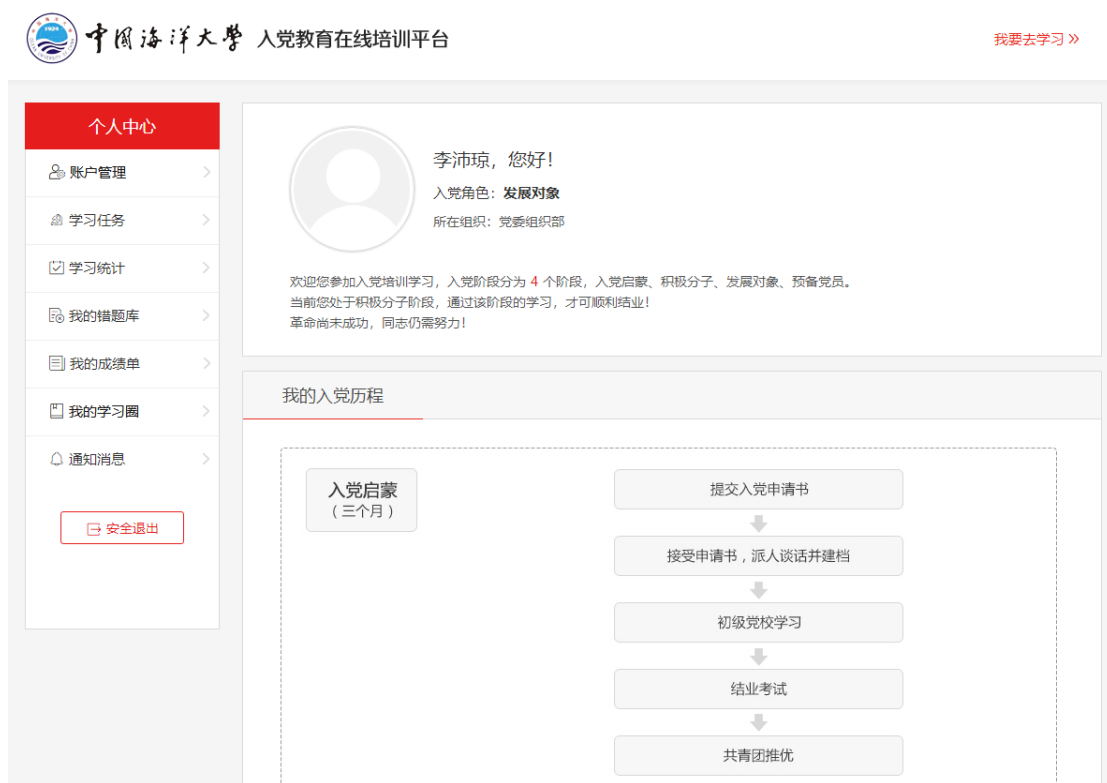 中国海洋大學 入党教育在线培训平台
我要去学习
个人中心
账户管理
学习任务
学习统计
我的错题库
我的成绩单
我的学习圈
通知消息
安全退出
李沛琼，您好！
入党角色：发展对象
所在组织：党委组织部
欢迎您参加入党培训学习，入党阶段分为 4 个阶段，入党启蒙、积极分子、发展对象、预备党员。
当前您处于积极分子阶段，通过该阶段的学习，才可顺利结业！
革命尚未成功，同志仍需努力！
我的入党历程
入党启蒙
（三个月）
提交入党申请书
接受申请书，派人谈话并建档
初级党校学习
结业考试
共青团推优